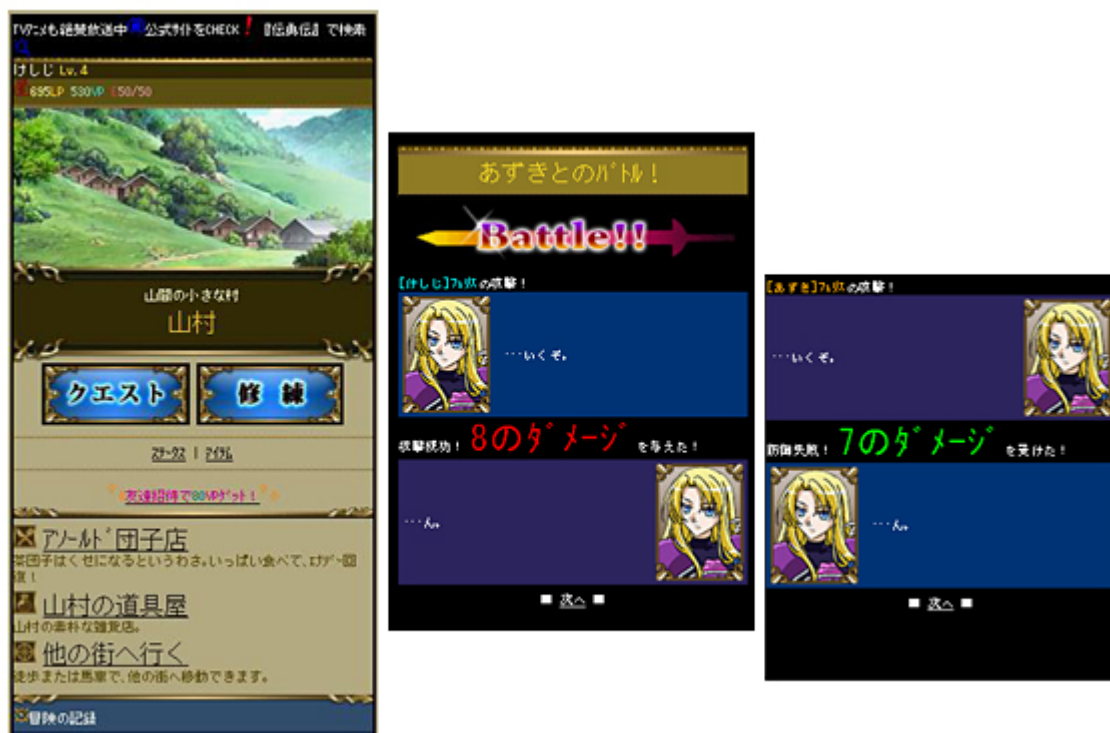 TVｱﾆﾒも絶賛放送中 公式ｻｲﾄをCHECK！ 『伝勇伝』で検索
けしじ Lv.4
695LP 530VP E50/50
山間の小さな村
山村
クエスト 修練
ｽﾃｰﾀｽ | ｱｲﾃﾑ
友達招待で80VPｹﾞｯﾄ！
ｱﾉｰﾙﾄﾞ団子店
茶団子はくせになるといううわさ。いっぱい食べて、ｴﾅｼﾞｰ回
復！
山村の道具屋
山村の素朴な雑貨店。
他の街へ行く
徒歩または馬車で、他の街へ移動できます。
冒険の記録
あずきとのﾊﾞﾄﾙ！
Battle!!
[けしじ]ﾌｪﾘｽの攻撃！
…いくぞ。
攻撃成功！ 8のﾀﾞﾒｰｼﾞ を与えた！
…ん。
■ 次へ ■
[あずき]ﾌｪﾘｽの攻撃！
…いくぞ。
防御失敗！ 7のﾀﾞﾒｰｼﾞ を受けた！
…ん。
■ 次へ ■